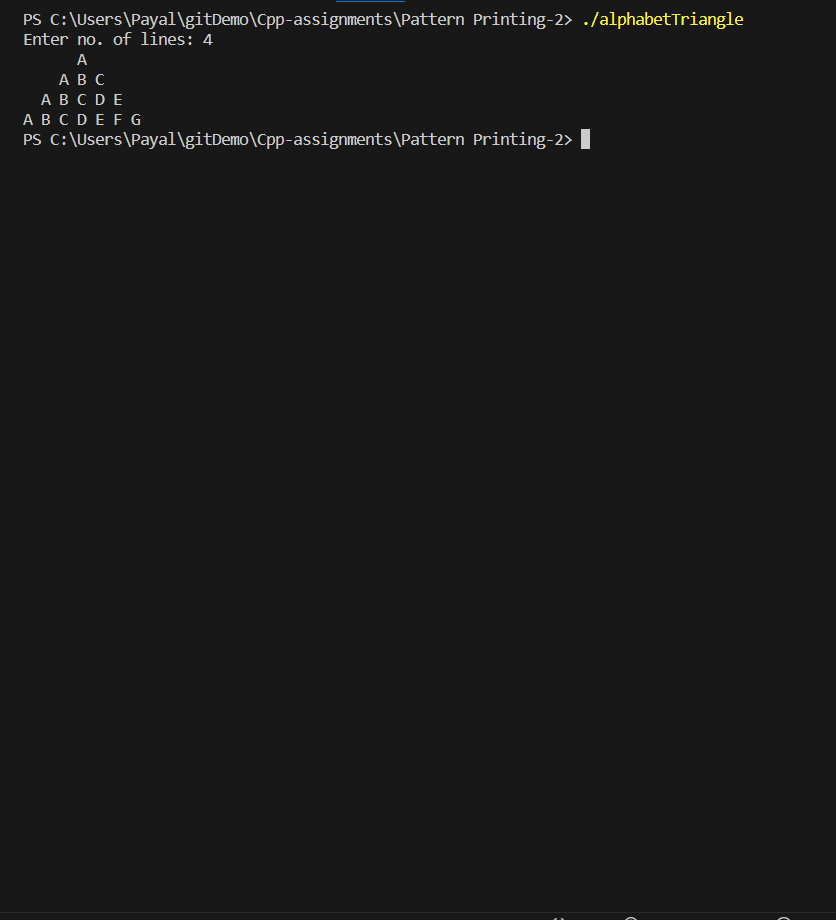 PS C:\Users\Payal\gitDemo\Cpp-assignments\Pattern Printing-2> ./alphabetTriangle
Enter no. of lines: 4
      A
    A B C
  A B C D E
A B C D E F G
PS C:\Users\Payal\gitDemo\Cpp-assignments\Pattern Printing-2>